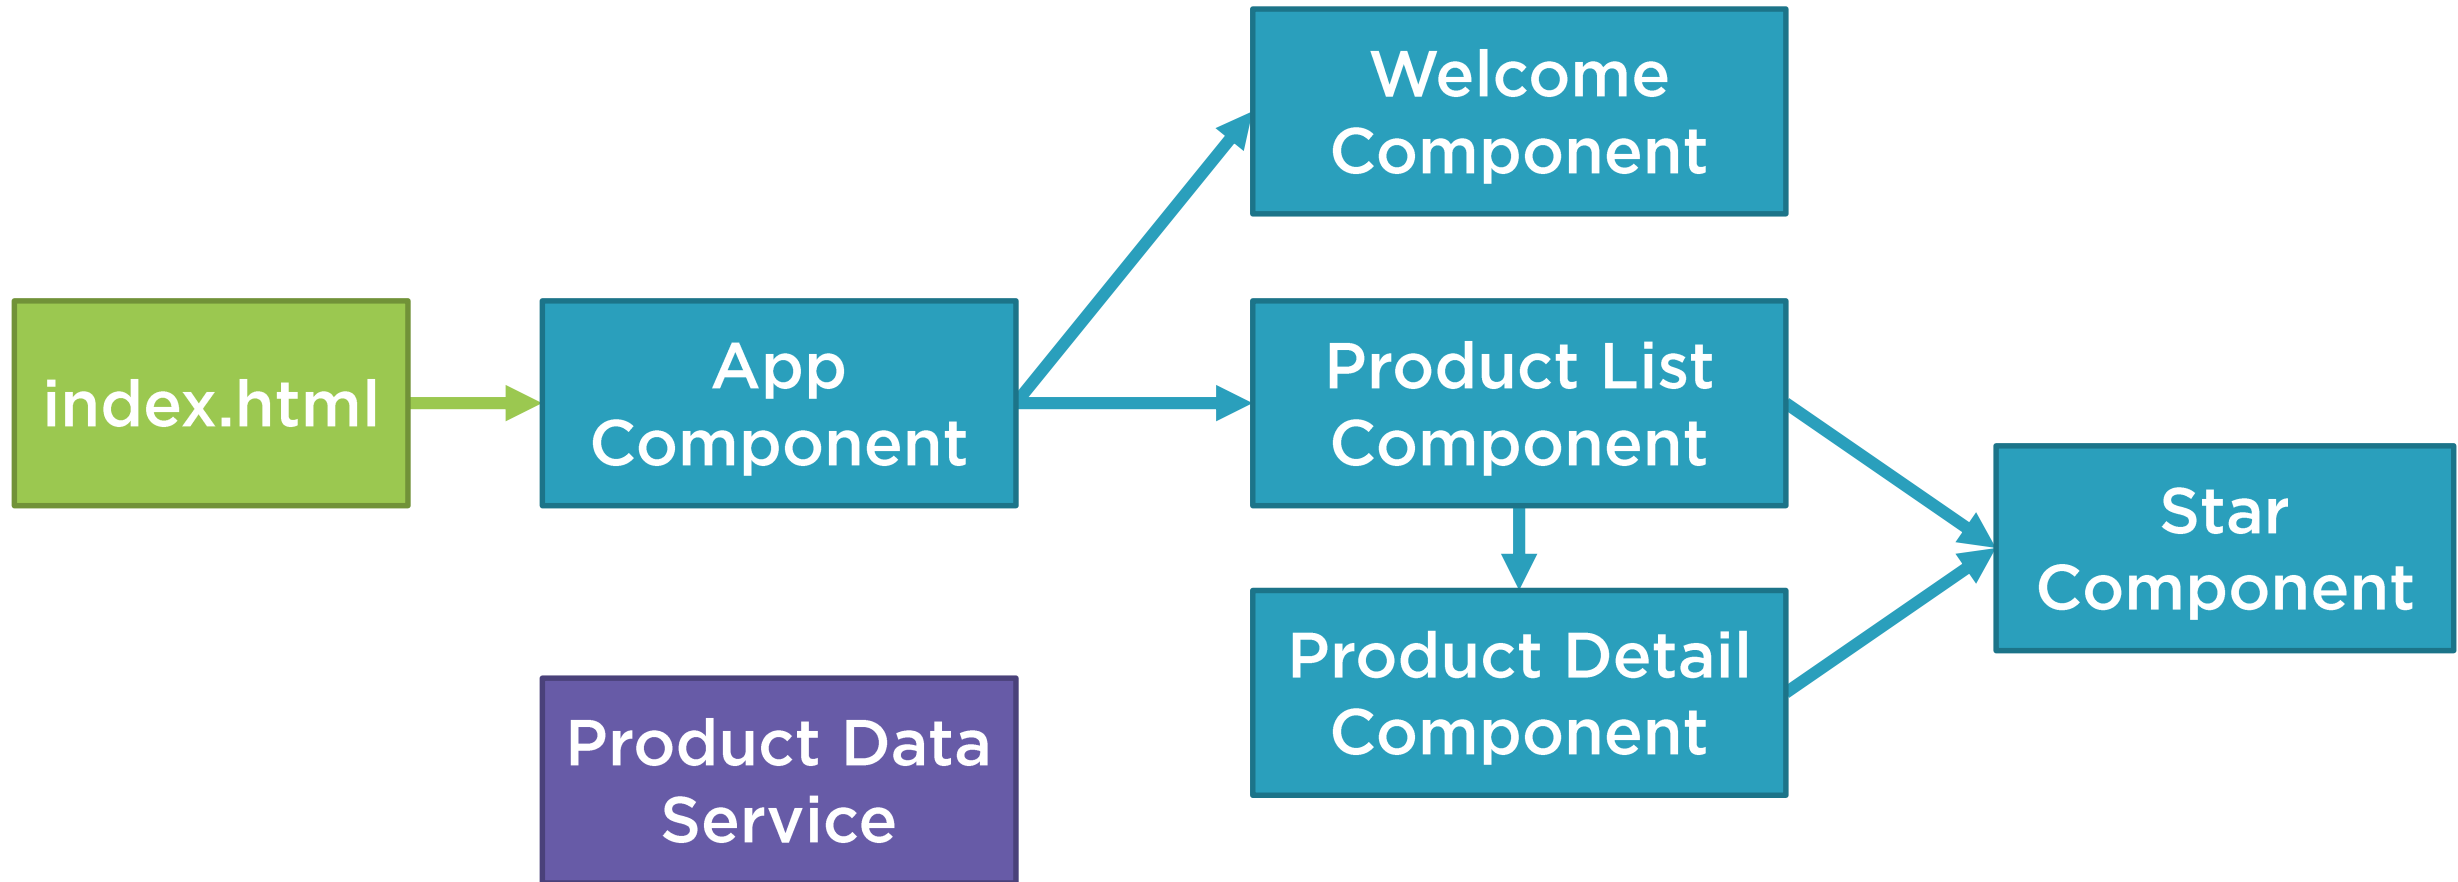 Welcome
Component
index.html
App
Component
Product List
Component
Star
Component
Product Detail
Component
Product Data
Service